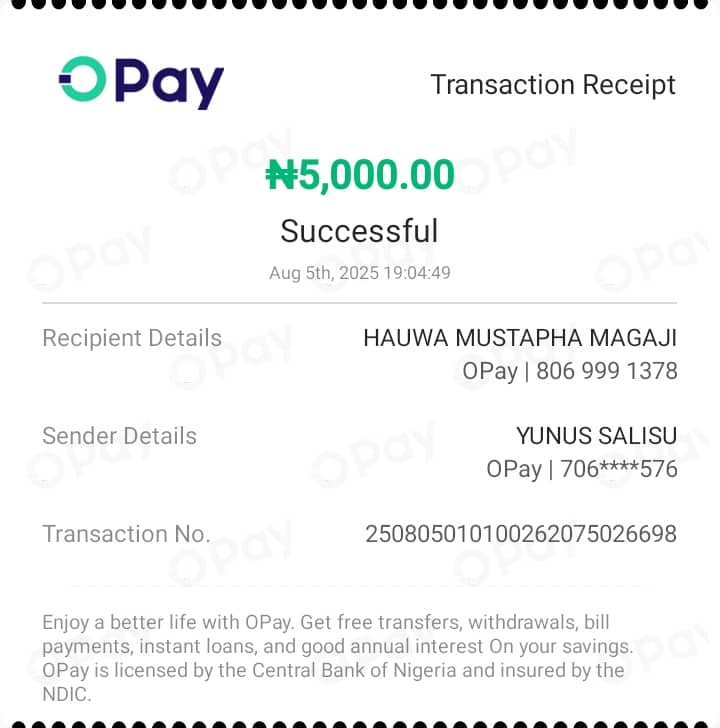 OPay
Transaction Receipt
₦5,000.00
Successful
Aug 5th, 2025 19:04:49
Recipient Details
HAUWA MUSTAPHA MAGAJI
OPay | 806 999 1378
Sender Details
YUNUS SALISU
OPay | 706****576
Transaction No.
250805010100262075026698
Enjoy a better life with OPay. Get free transfers, withdrawals, bill
payments, instant loans, and good annual interest On your savings.
OPay is licensed by the Central Bank of Nigeria and insured by the
NDIC.